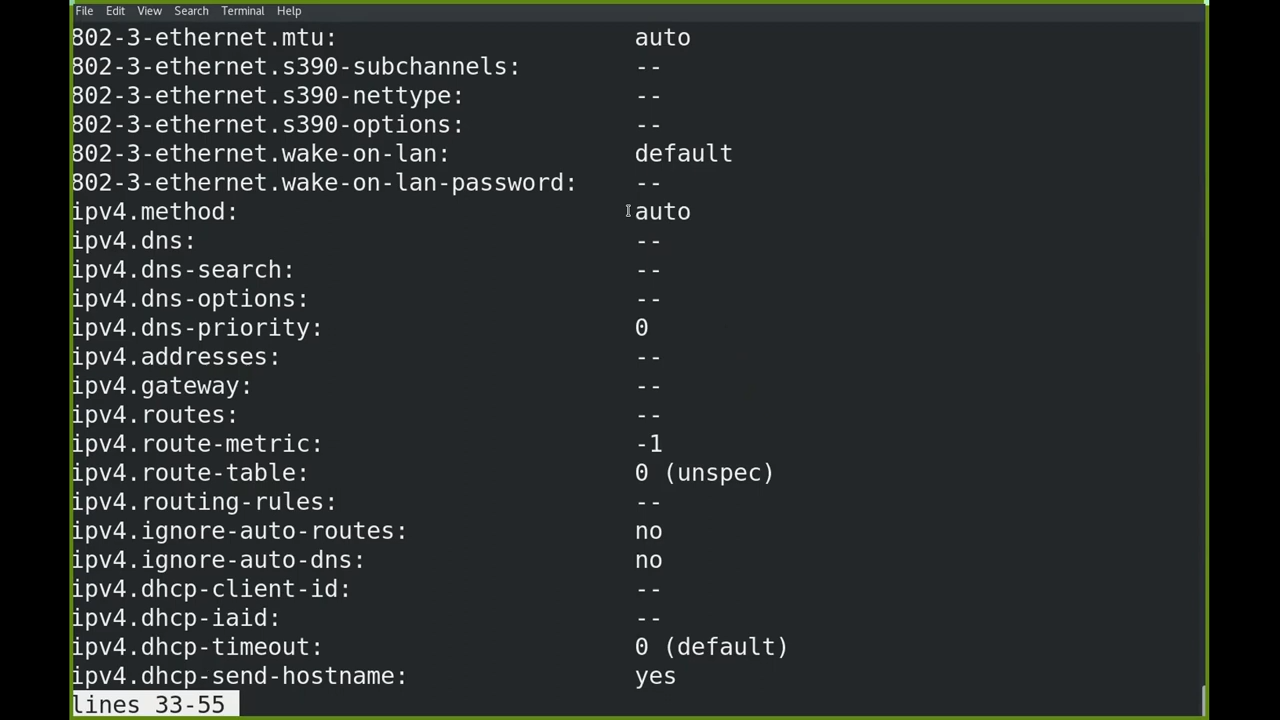 File Edit View Search Terminal Help
802-3-ethernet.mtu: auto
802-3-ethernet.s390-subchannels: --
802-3-ethernet.s390-nettype: --
802-3-ethernet.s390-options: --
802-3-ethernet.wake-on-lan: default
802-3-ethernet.wake-on-lan-password: --
ipv4.method: auto
ipv4.dns: --
ipv4.dns-search: --
ipv4.dns-options: --
ipv4.dns-priority: 0
ipv4.addresses: --
ipv4.gateway: --
ipv4.routes: --
ipv4.route-metric: -1
ipv4.route-table: 0 (unspec)
ipv4.routing-rules: --
ipv4.ignore-auto-routes: no
ipv4.ignore-auto-dns: no
ipv4.dhcp-client-id: --
ipv4.dhcp-iaid: --
ipv4.dhcp-timeout: 0 (default)
ipv4.dhcp-send-hostname: yes
lines 33-55